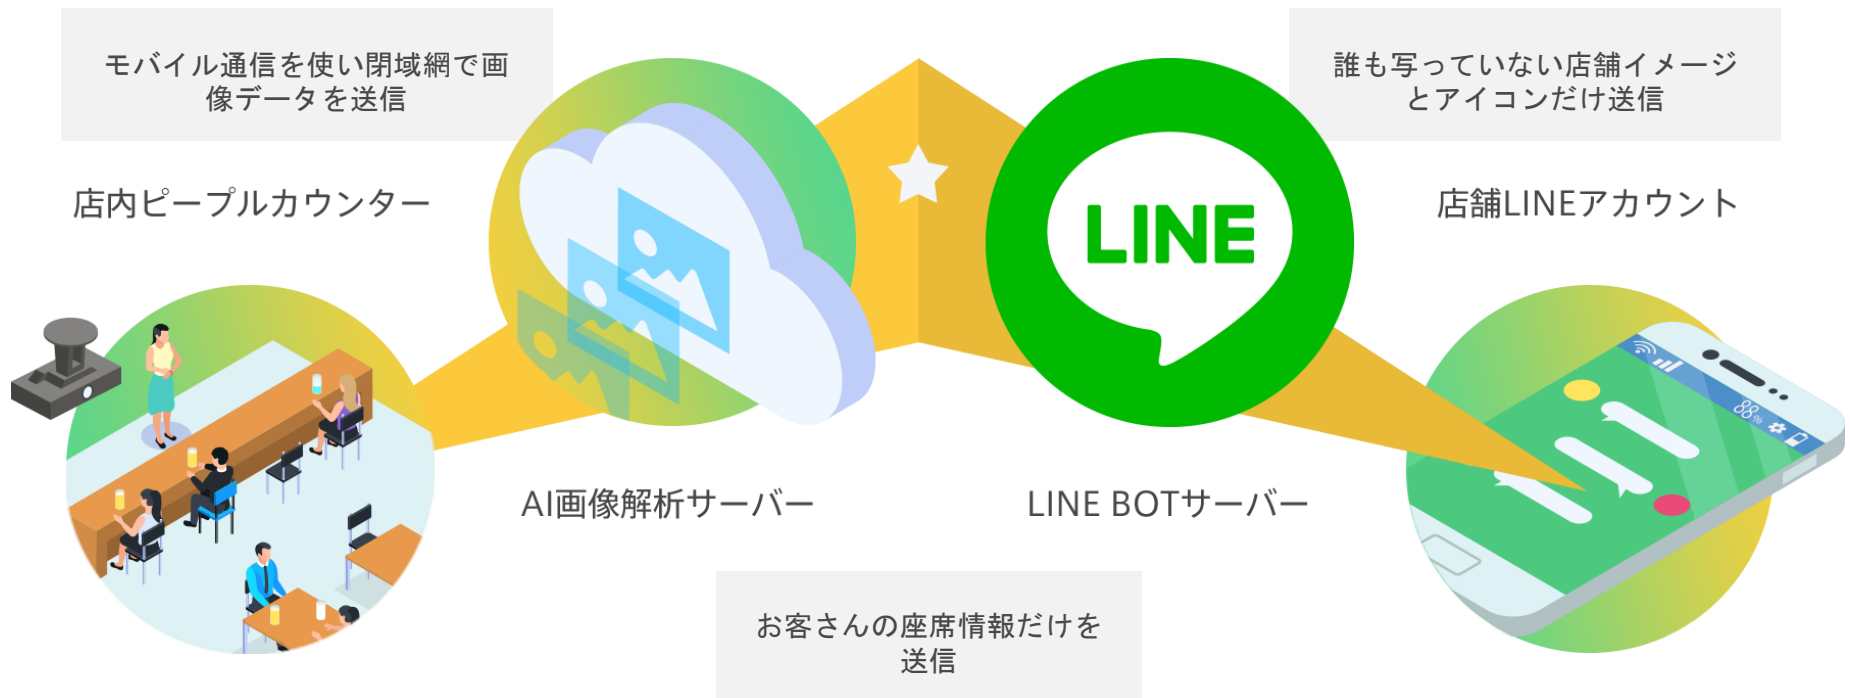 モバイル通信を使い閉域網で画
像データを送信
誰も写っていない店舗イメージ
とアイコンだけ送信
店内ピープルカウンター
店舗LINEアカウント
LINE
88%
AI画像解析サーバー
LINE BOTサーバー
お客さんの座席情報だけを
送信